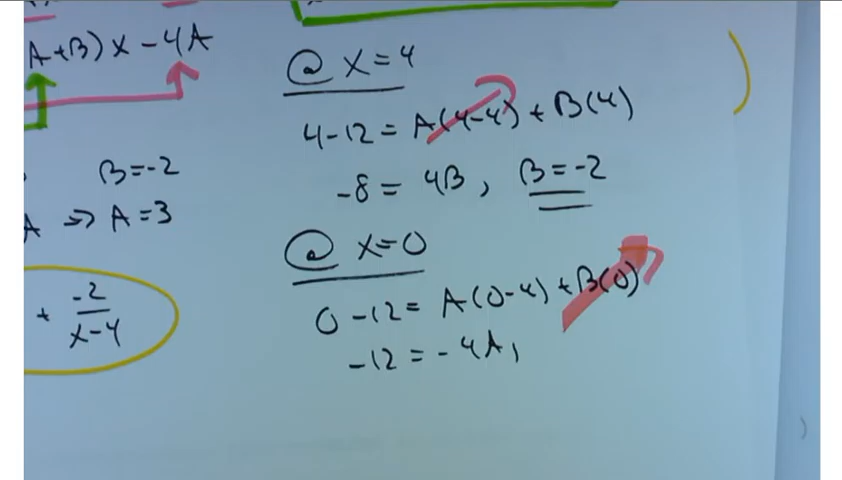 A+B)x - 4A
B = -2
A => A = 3
+ -2/(x-4)
@ x=4
4-12 = A(4-4) + B(4)
-8 = 4B, B = -2
@ x=0
0-12 = A(0-4) + B(0)
-12 = -4A,